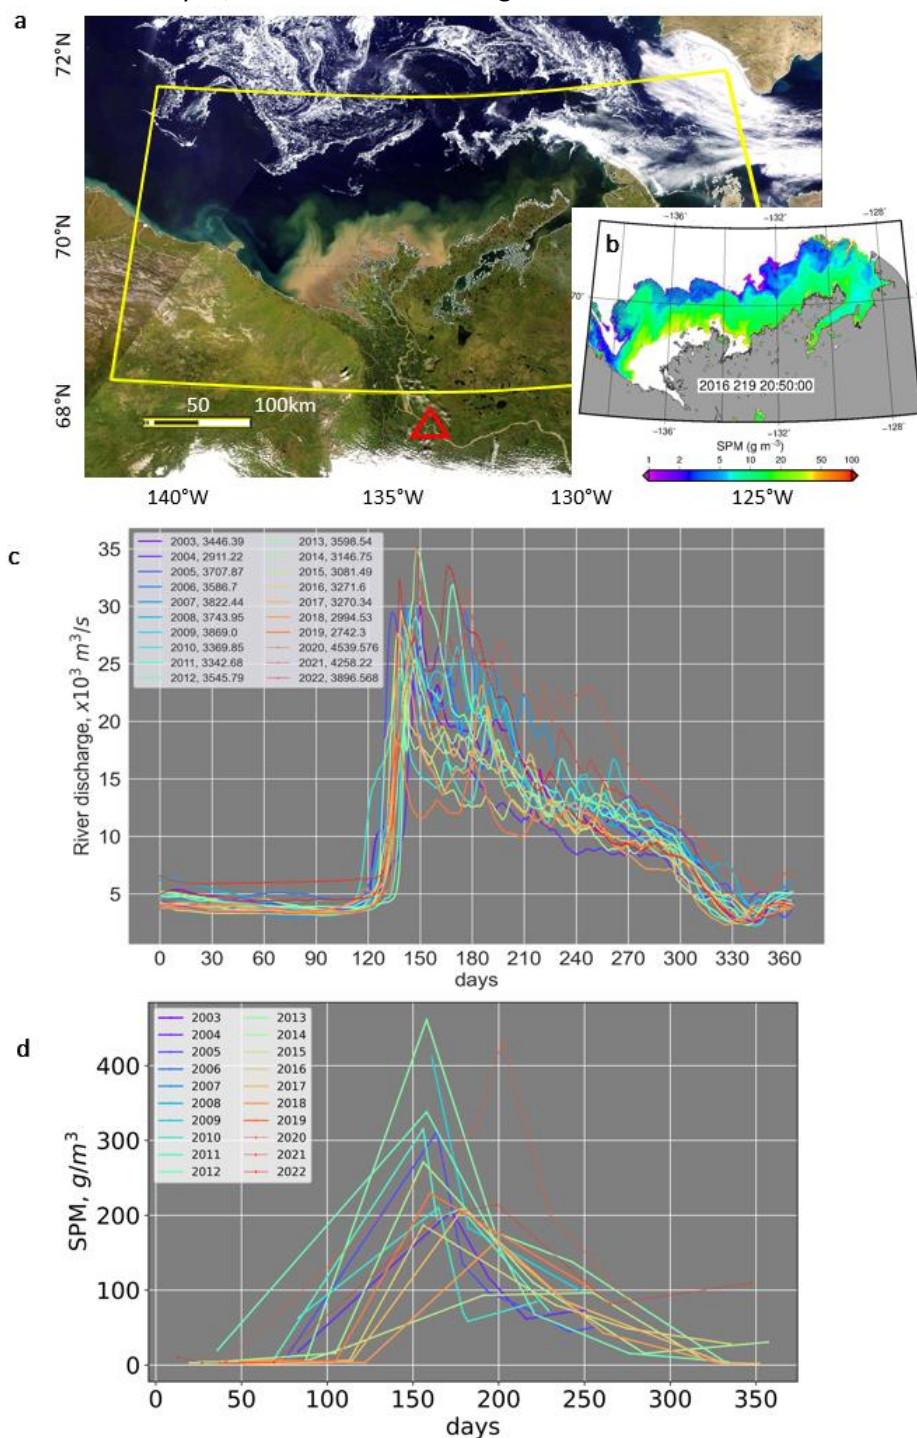 a
72°N
70°N
68°N
50 100km
140°W 135°W 130°W 125°W
b
-136° -132° -128°
70°
2016 219 20:50:00
-136° -132° -128°
SPM (g m⁻³)
1 2 5 10 20 50 100
c
River discharge, x10³ m³/s
35
30
25
20
15
10
5
2003, 3446.39
2004, 2911.22
2005, 3707.87
2006, 3586.7
2007, 3822.44
2008, 3743.95
2009, 3869.0
2010, 3369.85
2011, 3342.68
2012, 3545.79
2013, 3598.54
2014, 3146.75
2015, 3081.49
2016, 3271.6
2017, 3270.34
2018, 2994.53
2019, 2742.3
2020, 4539.576
2021, 4258.22
2022, 3896.568
0 30 60 90 120 150 180 210 240 270 300 330 360
days
d
SPM, g/m³
400
300
200
100
0
2003
2004
2005
2006
2007
2008
2009
2010
2011
2012
2013
2014
2015
2016
2017
2018
2019
2020
2021
2022
0 50 100 150 200 250 300 350
days